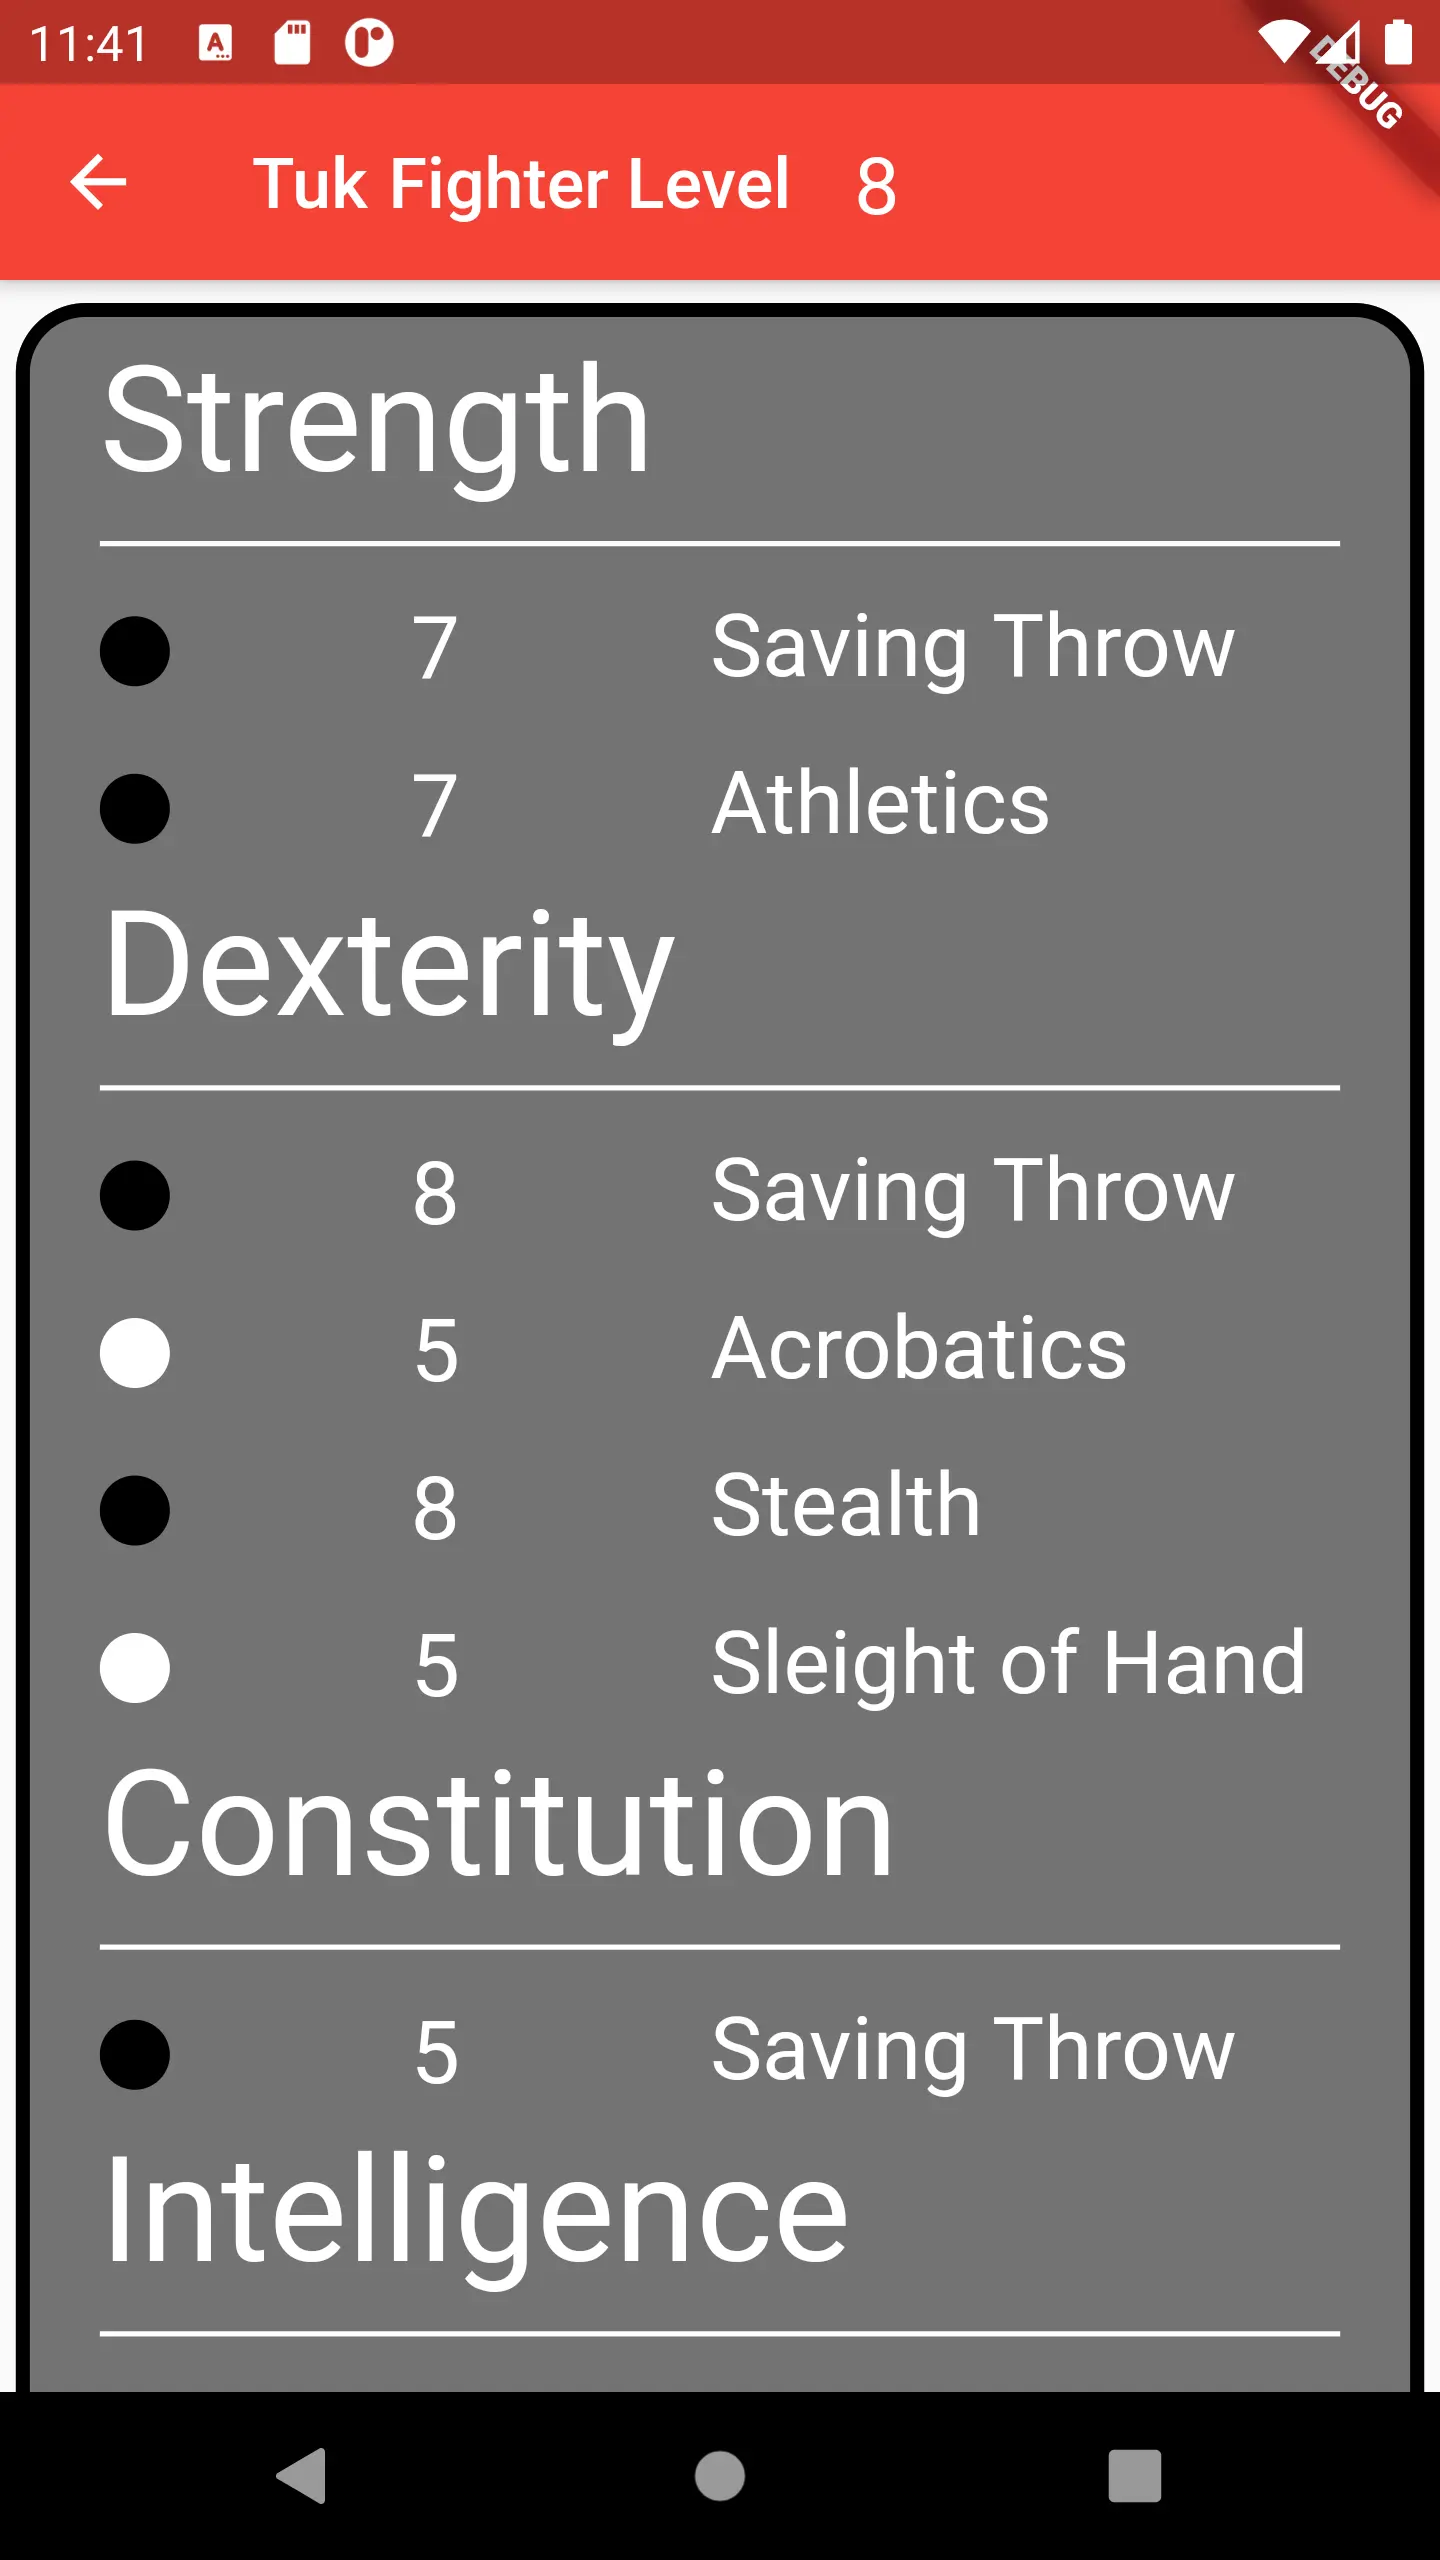 11:41
DEBUG
Tuk Fighter Level 8
Strength
7 Saving Throw
7 Athletics
Dexterity
8 Saving Throw
5 Acrobatics
8 Stealth
5 Sleight of Hand
Constitution
5 Saving Throw
Intelligence